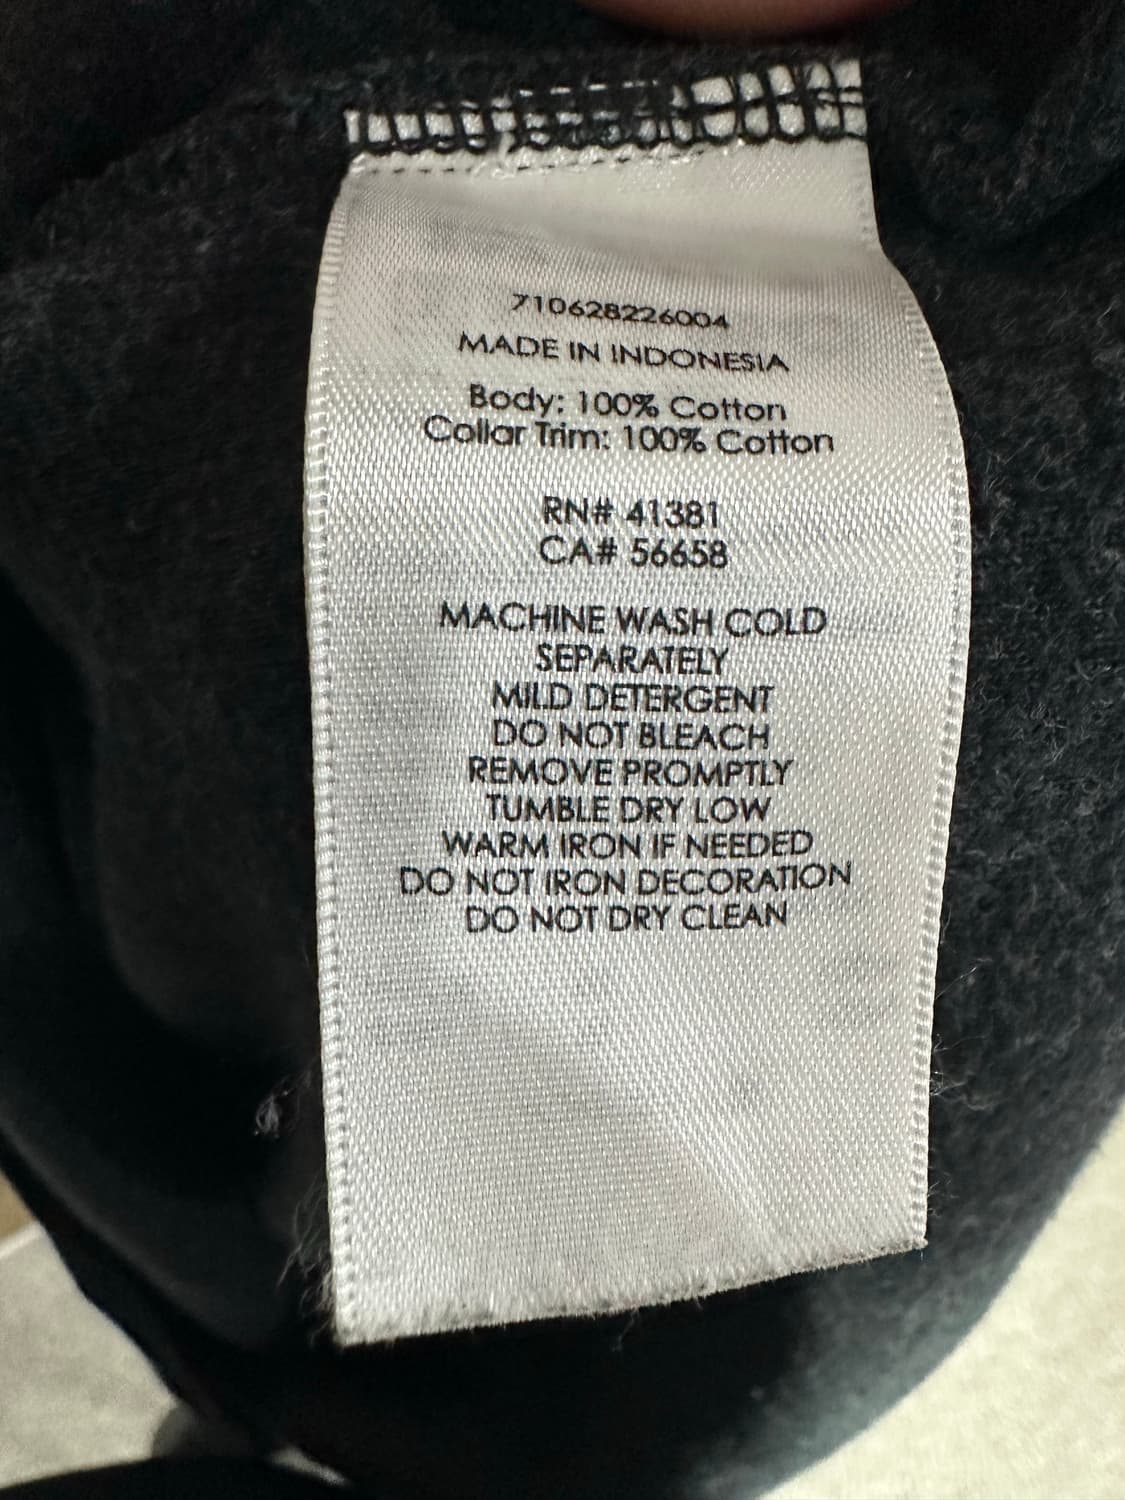 710628226004
MADE IN INDONESIA
Body: 100% Cotton
Collar Trim: 100% Cotton
RN# 41381
CA# 56658
MACHINE WASH COLD
SEPARATELY
MILD DETERGENT
DO NOT BLEACH
REMOVE PROMPTLY
TUMBLE DRY LOW
WARM IRON IF NEEDED
DO NOT IRON DECORATION
DO NOT DRY CLEAN